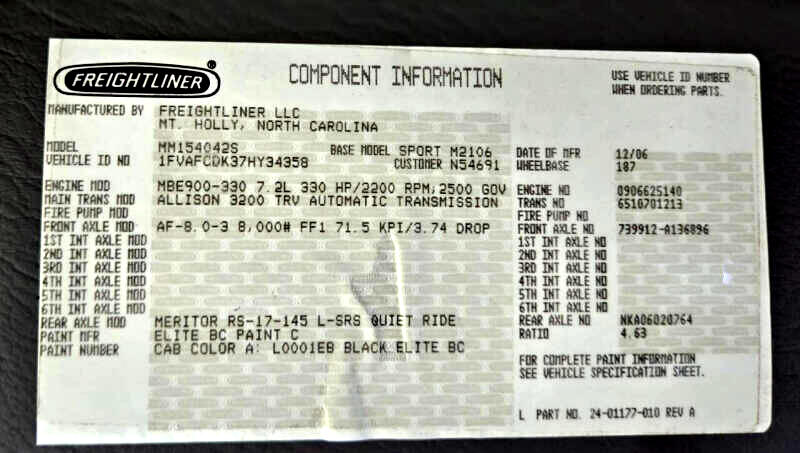 FREIGHTLINER ®
COMPONENT INFORMATION
USE VEHICLE ID NUMBER
WHEN ORDERING PARTS.
MANUFACTURED BY FREIGHTLINER LLC
MT. HOLLY, NORTH CAROLINA
MODEL MM154042S BASE MODEL SPORT M2106 DATE OF MFR 12/06
VEHICLE ID NO 1FVAFCDK37HY34358 CUSTOMER N54691 WHEELBASE 187
ENGINE MOD MBE900-330 7.2L 330 HP/2200 RPM; 2500 GOV ENGINE NO 0906625140
MAIN TRANS MOD ALLISON 3200 TRV AUTOMATIC TRANSMISSION TRANS NO 6510701213
FIRE PUMP MOD FIRE PUMP NO
FRONT AXLE MOD AF-8.0-3 8,000# FF1 71.5 KPI/3.74 DROP FRONT AXLE NO 739912-A136896
1ST INT AXLE MOD 1ST INT AXLE NO
2ND INT AXLE MOD 2ND INT AXLE NO
3RD INT AXLE MOD 3RD INT AXLE NO
4TH INT AXLE MOD 4TH INT AXLE NO
5TH INT AXLE MOD 5TH INT AXLE NO
6TH INT AXLE MOD 6TH INT AXLE NO
REAR AXLE MOD MERITOR RS-17-145 L-SRS QUIET RIDE REAR AXLE NO NKA06020764
PAINT MFR ELITE BC PAINT C RATIO 4.63
PAINT NUMBER CAB COLOR A: L0001EB BLACK ELITE BC
FOR COMPLETE PAINT INFORMATION
SEE VEHICLE SPECIFICATION SHEET.
L PART NO. 24-01177-010 REV A